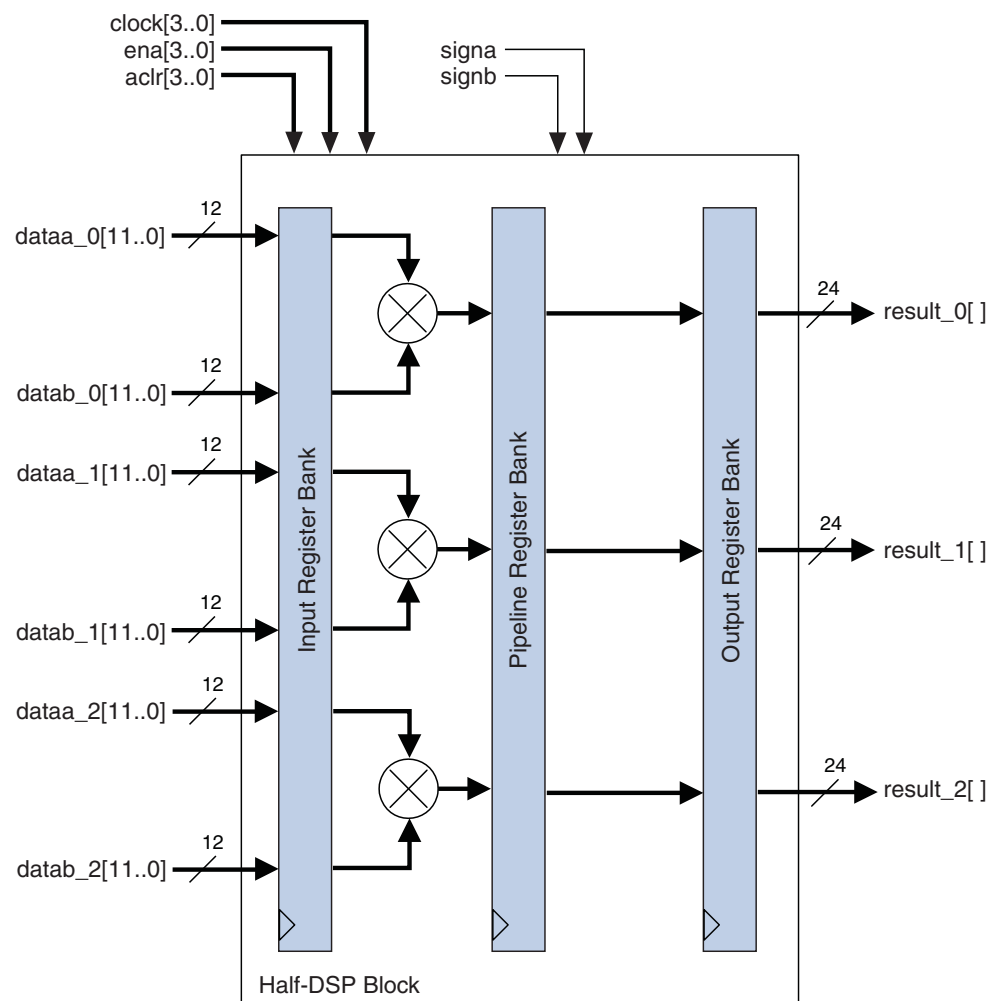 clock[3..0]
ena[3..0]
aclr[3..0]
signa
signb
12
dataa_0[11..0]
24
result_0[ ]
12
datab_0[11..0]
12
dataa_1[11..0]
24
result_1[ ]
12
datab_1[11..0]
12
dataa_2[11..0]
24
result_2[ ]
12
datab_2[11..0]
Input Register Bank
Pipeline Register Bank
Output Register Bank
Half-DSP Block